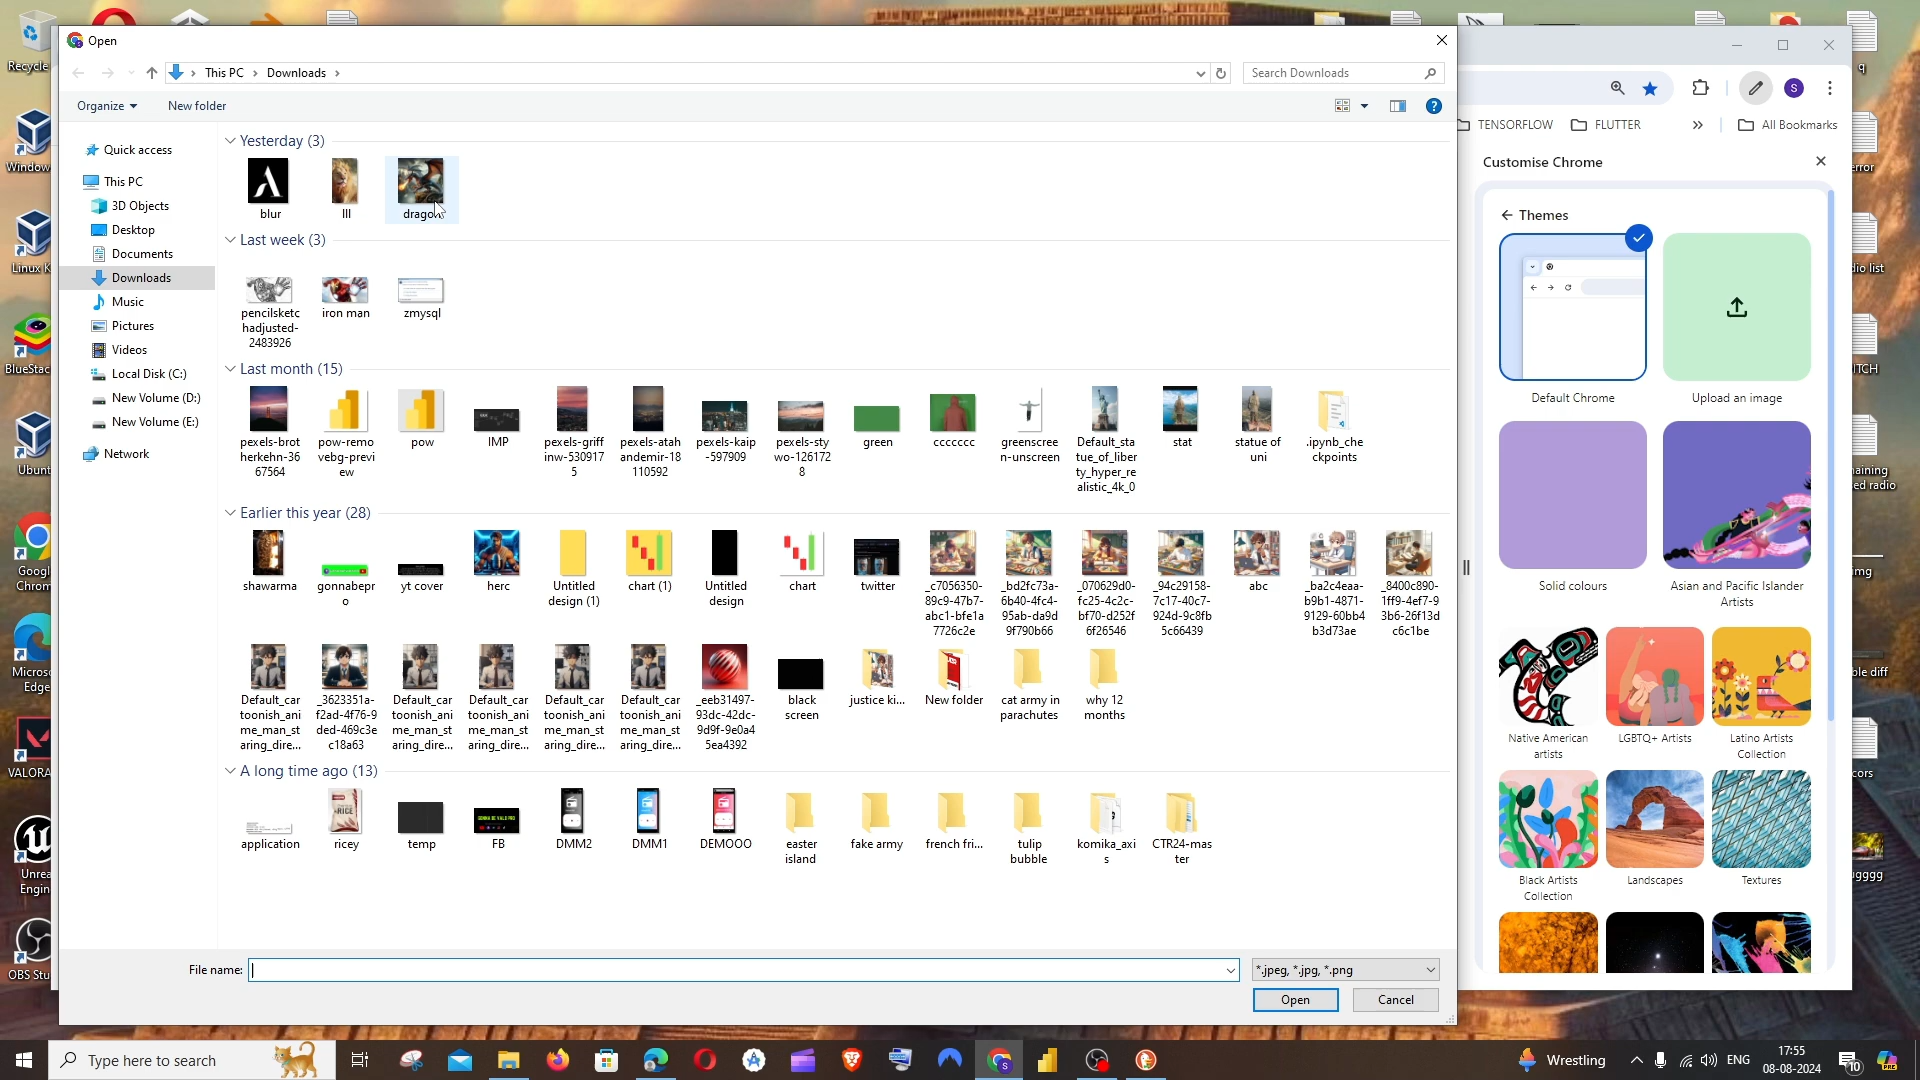 Open
This PC
Downloads
Search Downloads
Organize
New folder
Quick access
This PC
3D Objects
Desktop
Documents
Downloads
Music
Pictures
Videos
Local Disk (C:)
New Volume (D:)
New Volume (E:)
Network
Yesterday (3)
blur
lll
Last week (3)
pencilsketc
hadjusted-
2483926
iron man
zmysql
Last month (15)
pexels-brot
herkehn-36
67564
pow-remo
vebg-previ
ew
pow
IMP
pexels-griff
inw-530917
5
pexels-atah
andemir-18
110592
pexels-kaip
-597909
pexels-sty
wo-126172
8
green
ccccccc
greenscree
n-unscreen
Default_sta
tue_of_liber
ty_hyper_re
alistic_4k_0
stat
statue of
uni
.ipynb_che
ckpoints
Earlier this year (28)
shawarma
gonnabepr
o
yt cover
herc
Untitled
design (1)
chart (1)
Untitled
design
chart
twitter
_c7056350-
89c9-47b7-
abc1-bfe1a
7726c2e
_bd2fc73a-
6b40-4fc4-
95ab-da9d
9f790b66
_070629d0-
fc25-4c2c-
bf70-d252f
6f26546
_94c29158-
7c17-40c7-
924d-9c8fb
5c66439
abc
_ba2c4eaa-
b9b1-4871-
9129-60bb4
b3d73ae
_8400c890-
1ff9-4ef7-9
3b6-26f13d
c6c1be
Default_car
toonish_ani
me_man_st
aring_dire...
_3623351a-
f2ad-4f76-9
ded-469c3e
c18a63
Default_car
toonish_ani
me_man_st
aring_dire...
Default_car
toonish_ani
me_man_st
aring_dire...
Default_car
toonish_ani
me_man_st
aring_dire...
Default_car
toonish_ani
me_man_st
aring_dire...
_eeb31497-
93dc-42dc-
9d9f-9e0a4
5ea4392
black
screen
justice ki...
New folder
cat army in
parachutes
why 12
months
A long time ago (13)
application
ricey
temp
FB
DMM2
DMM1
DEMOOO
easter
island
fake army
french fri...
tulip
bubble
komika_axi
s
CTR24-mas
ter
File name:
*.jpeg, *.jpg, *.png
Open
Cancel
TENSORFLOW
FLUTTER
All Bookmarks
Customise Chrome
Themes
Default Chrome
Upload an image
Solid colours
Asian and Pacific Islander
Artists
Native American
artists
LGBTQ+ Artists
Latino Artists
Collection
Black Artists
Collection
Landscapes
Textures
Type here to search
Wrestling
ENG
17:55
08-08-2024
10